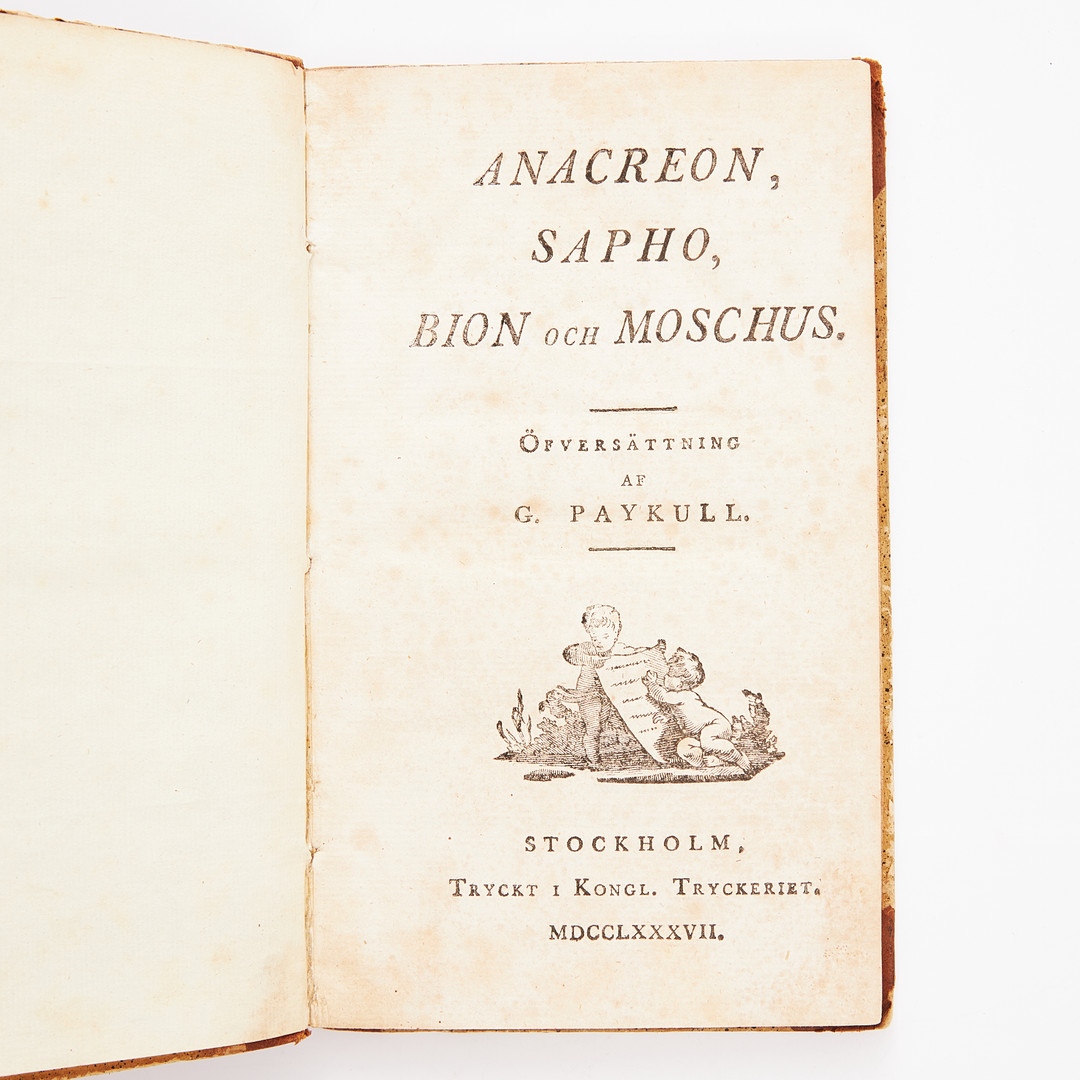 ANACREON,
SAPHO,
BION OCH MOSCHUS.
ÖFVERSÄTTNING
AF
G. PAYKULL.
STOCKHOLM,
TRYCKT I KONGL. TRYCKERIET.
MDCCLXXXVII.